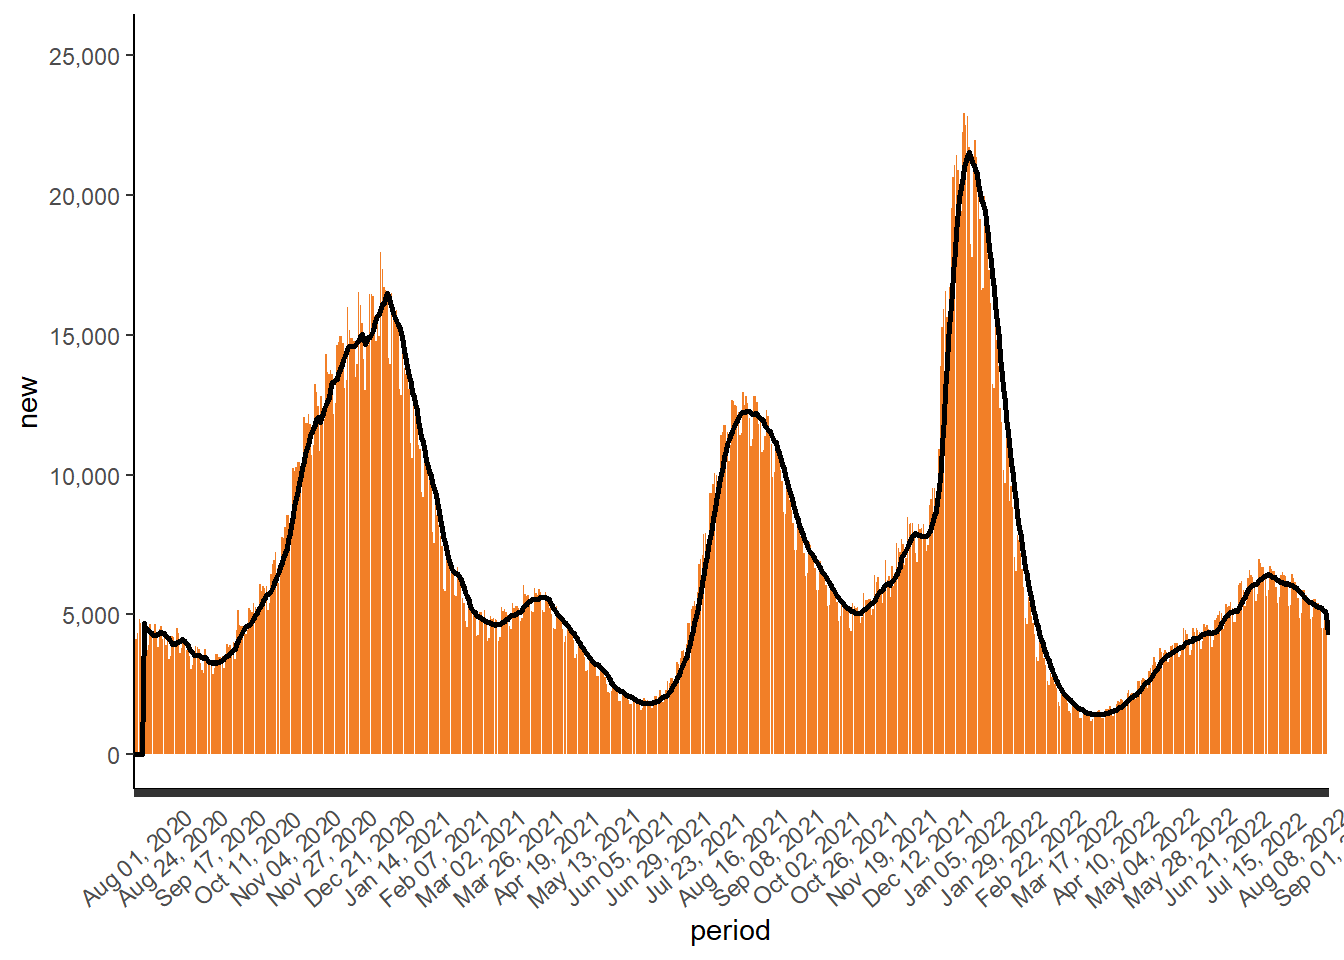 25,000
20,000
15,000
10,000
5,000
0
new
Aug 01, 2020
Aug 24, 2020
Sep 17, 2020
Oct 11, 2020
Nov 04, 2020
Nov 27, 2020
Dec 21, 2020
Jan 14, 2021
Feb 07, 2021
Mar 02, 2021
Mar 26, 2021
Apr 19, 2021
May 13, 2021
Jun 05, 2021
Jun 29, 2021
Jul 23, 2021
Aug 16, 2021
Sep 08, 2021
Oct 02, 2021
Oct 26, 2021
Nov 19, 2021
Dec 12, 2021
Jan 05, 2022
Jan 29, 2022
Feb 22, 2022
Mar 17, 2022
Apr 10, 2022
May 04, 2022
May 28, 2022
Jun 21, 2022
Jul 15, 2022
Aug 08, 2022
Sep 01,
period